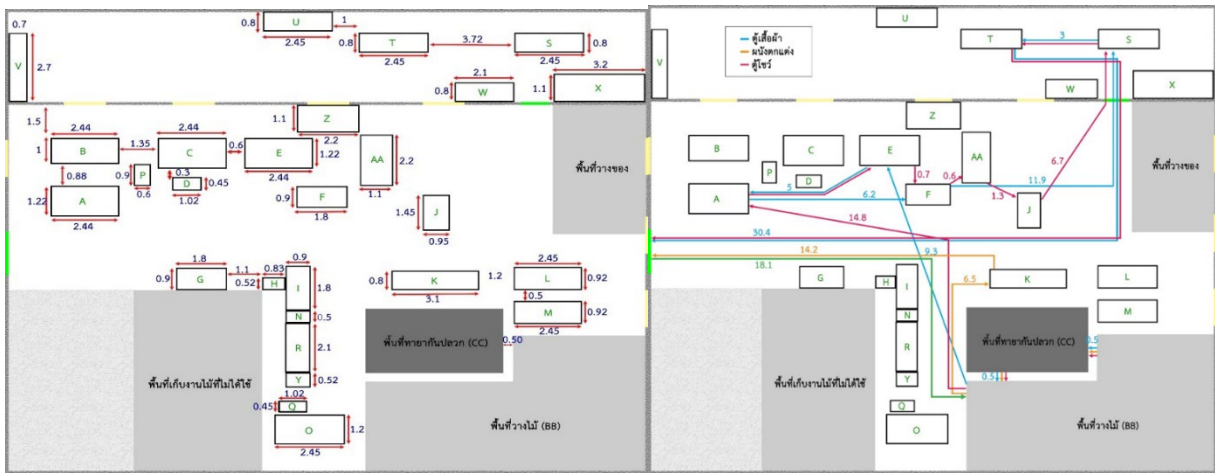 0.7
0.8
U
1
2.45
0.8
T
3.72
S
0.8
2.45
2.45
V
2.7
2.1
3.2
0.8
W
1.1
X
1.5
1.1
Z
2.2
2.44
2.44
1
B
1.35
C
0.6
E
1.22
AA
2.2
2.44
1.1
0.88
0.9
P
0.6
0.3
D
0.45
1.02
1.22
A
2.44
0.9
F
1.8
1.45
J
0.95
พื้นที่วางของ
1.8
0.9
G
1.1
0.83
0.52
H
0.9
I
1.8
N
0.5
R
2.1
Y
0.52
1.02
0.45
Q
O
1.2
2.45
0.8
K
3.1
1.2
2.45
L
0.92
0.5
M
0.92
2.45
พื้นที่ทายากันปลวก (CC)
0.50
พื้นที่เก็บงานไม้ที่ไม่ได้ใช้
พื้นที่วางไม้ (BB)
U
ตู้เสื้อผ้า
ผนังตกแต่ง
ตู้โชว์
T
3
S
V
W
X
Z
B
C
E
AA
P
D
0.7
0.6
6.7
พื้นที่วางของ
A
5
6.2
F
11.9
1.3
J
14.8
30.4
14.2
9.3
18.1
G
H
I
6.5
K
L
N
M
R
พื้นที่ทายากันปลวก (CC)
0.5
Y
0.5
พื้นที่เก็บงานไม้ที่ไม่ได้ใช้
Q
O
พื้นที่วางไม้ (BB)